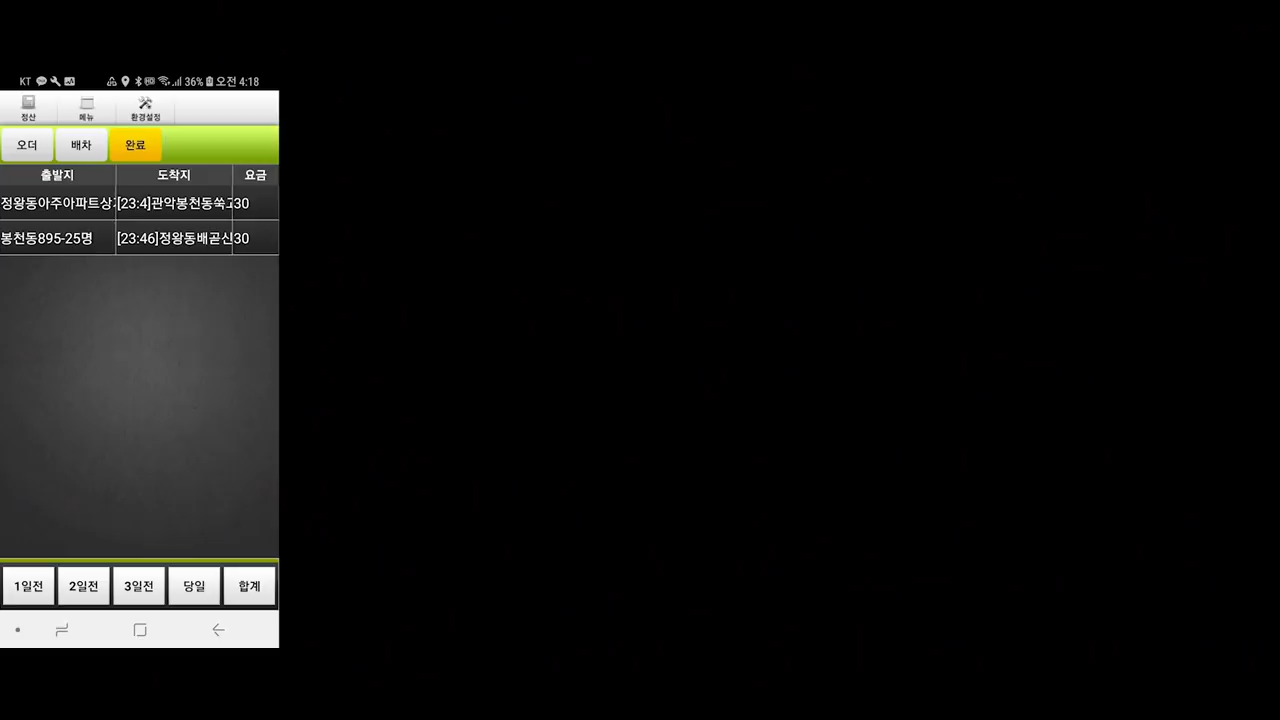 KT 36% 오전 4:18
정산 메뉴 환경설정
오더 배차 완료
출발지 도착지 요금
정왕동아주아파트상 [23:4]관악봉천동쑥고 30
봉천동895-25명 [23:46]정왕동배곧신 30
1일전 2일전 3일전 당일 합계